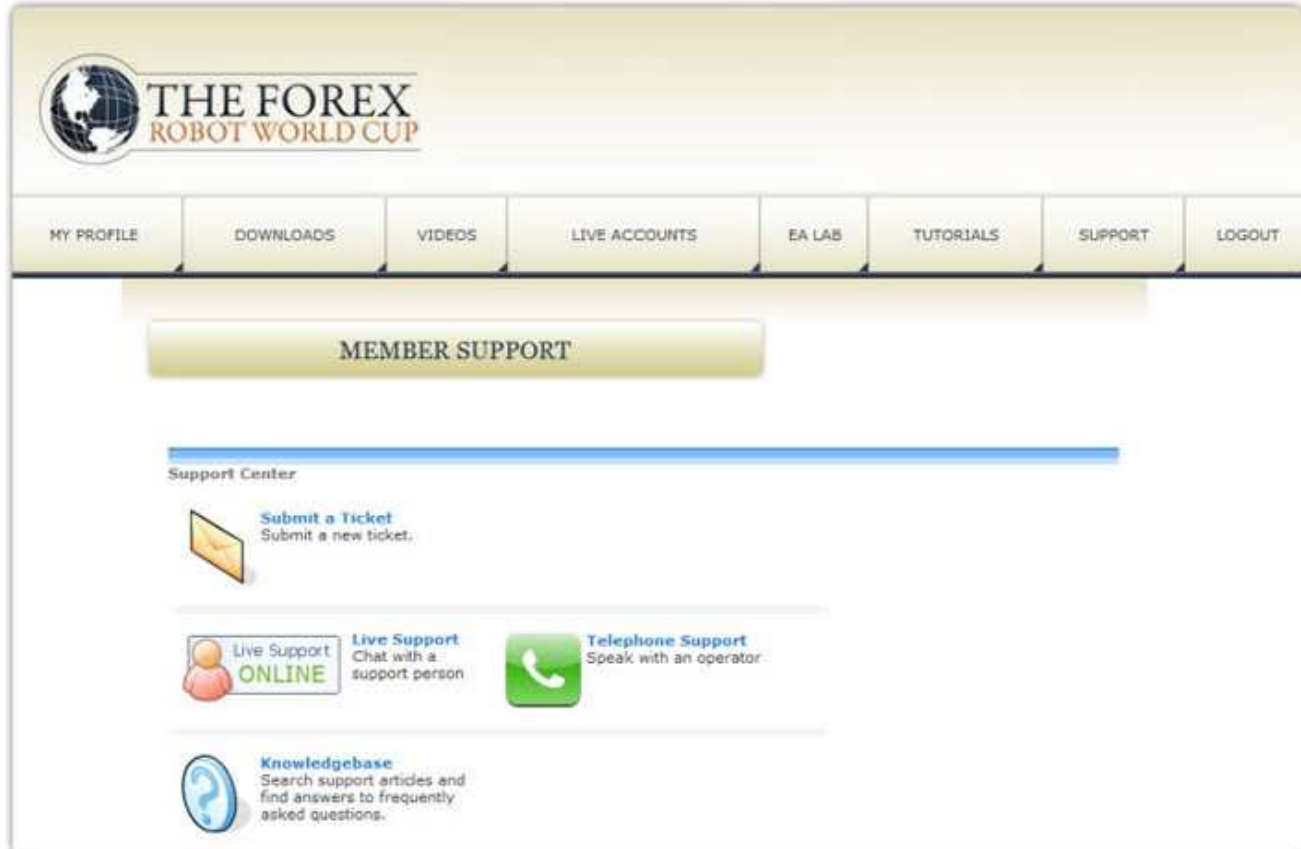 THE FOREX
ROBOT WORLD CUP
MY PROFILE
DOWNLOADS
VIDEOS
LIVE ACCOUNTS
EA LAB
TUTORIALS
SUPPORT
LOGOUT
MEMBER SUPPORT
Support Center
Submit a Ticket
Submit a new ticket.
Live Support
ONLINE
Live Support
Chat with a
support person
Telephone Support
Speak with an operator
Knowledgebase
Search support articles and
find answers to frequently
asked questions.